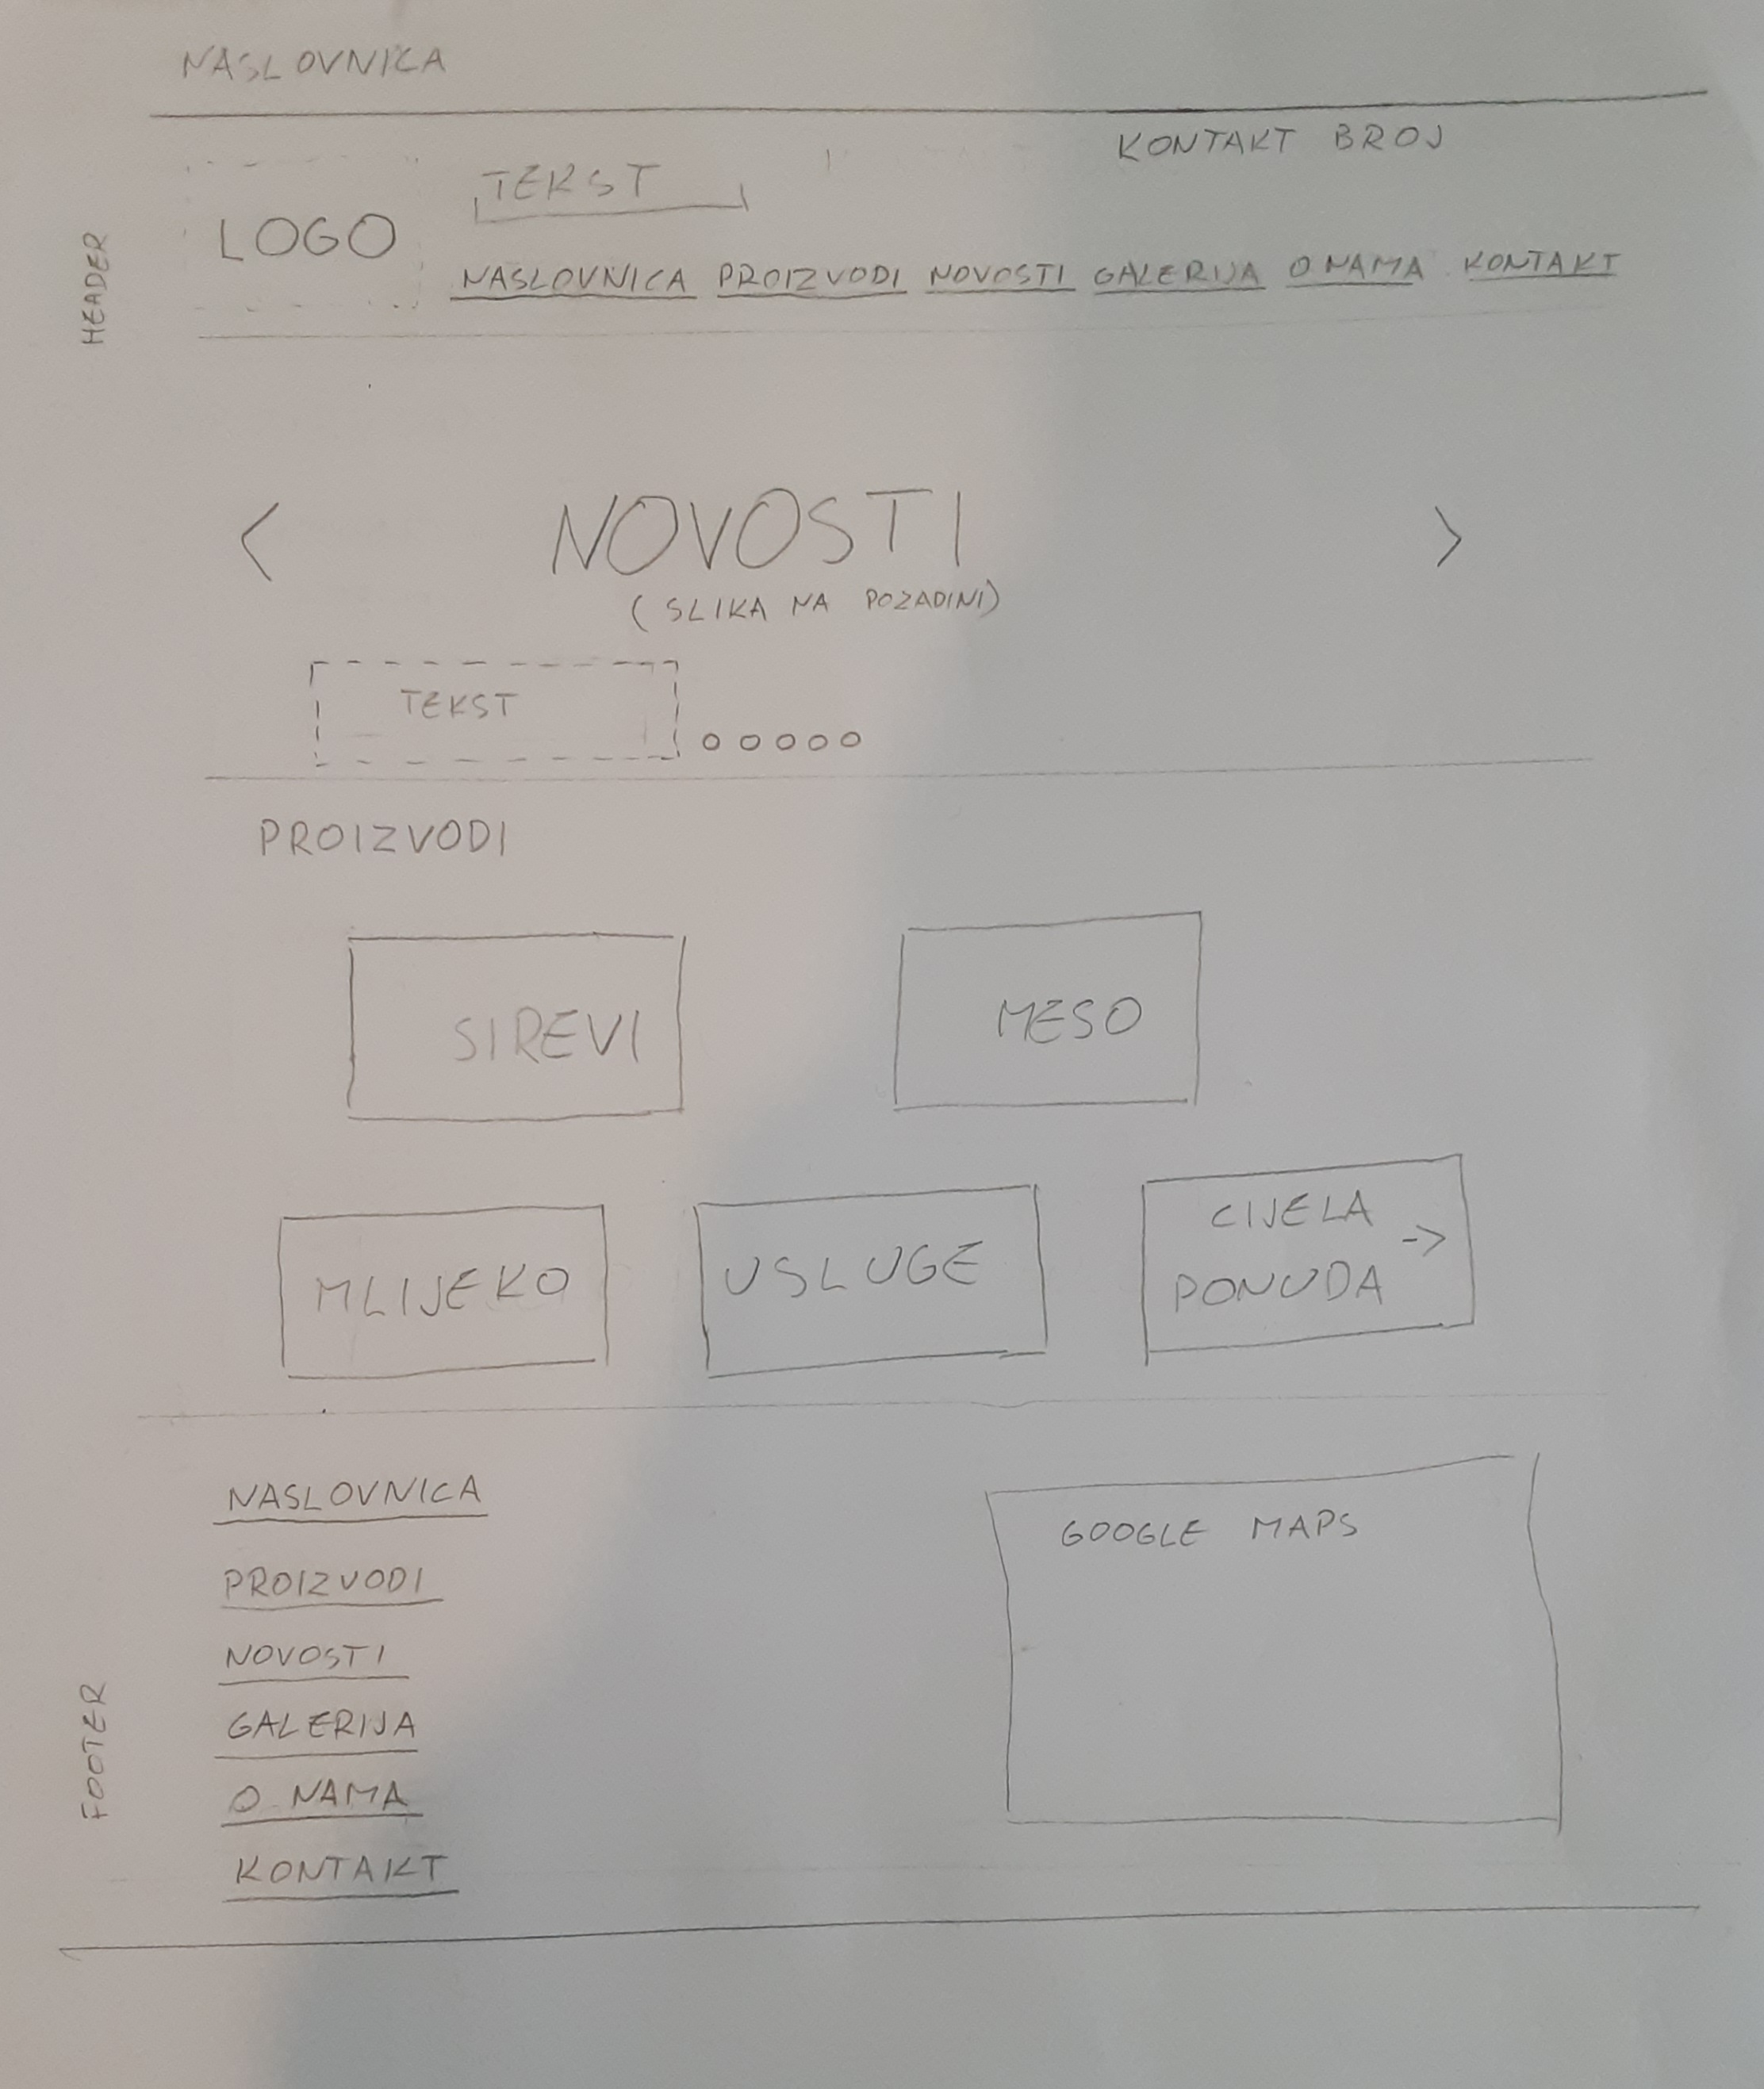 NASLOVNICA
KONTAKT BROJ
TEKST
LOGO
HEADER
NASLOVNICA PROIZVODI NOVOSTI GALERIJA O NAMA KONTAKT
< NOVOSTI >
(SLIKA NA POZADINI)
TEKST
PROIZVODI
SIREVI MESO
MLIJEKO USLUGE CIJELA PONUDA ->
NASLOVNICA
GOOGLE MAPS
PROIZVODI
NOVOSTI
GALERIJA
FOOTER
O NAMA
KONTAKT